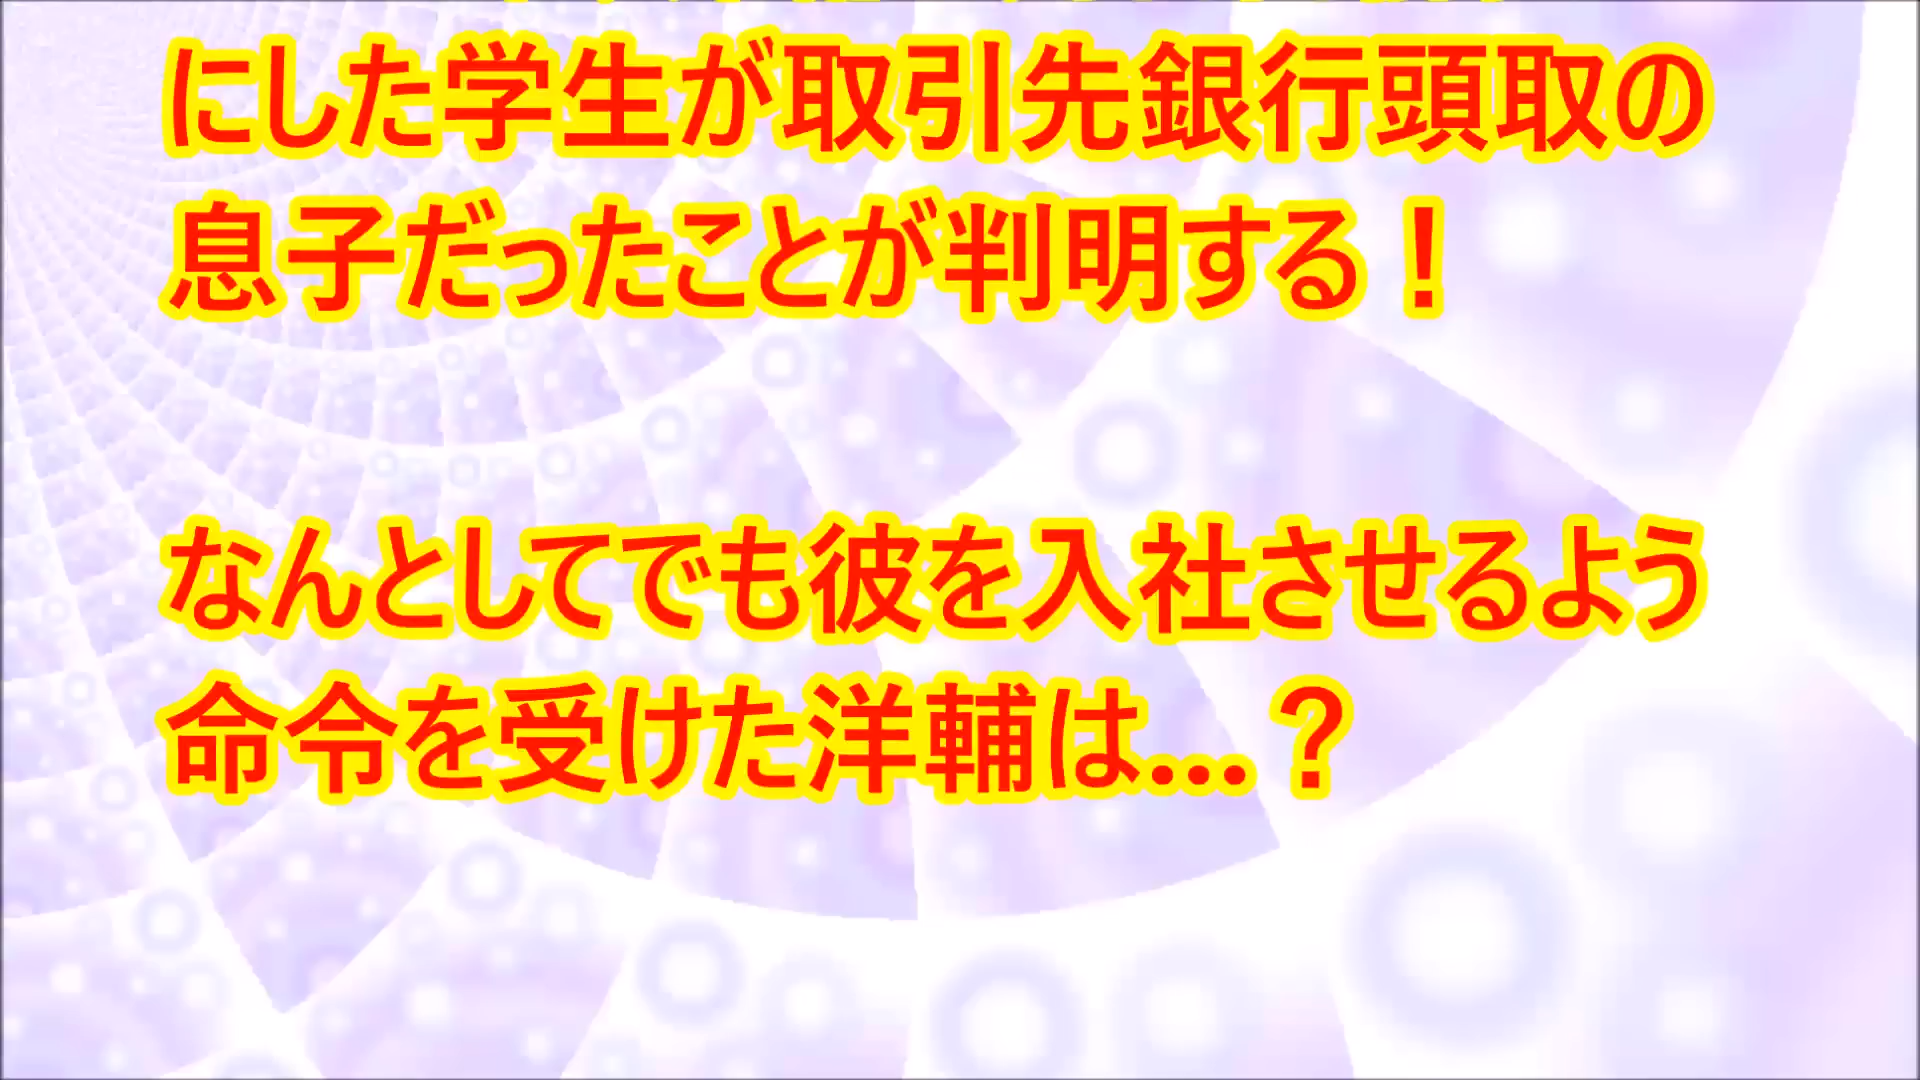 にした学生が取引先銀行頭取の
息子だったことが判明する！
なんとしてでも彼を入社させるよう
命令を受けた洋輔は…？